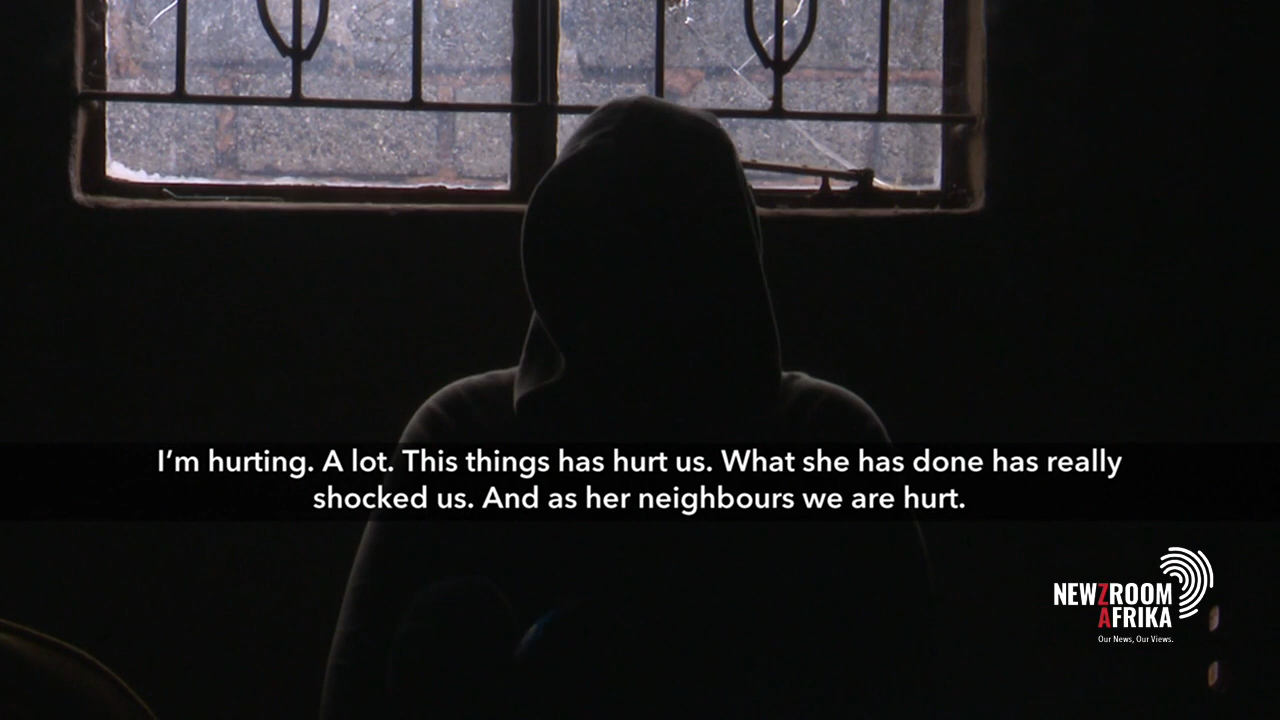 I'm hurting. A lot. This things has hurt us. What she has done has really
shocked us. And as her neighbours we are hurt.
NEWZROOM
AFRIKA
Our News, Our Views.